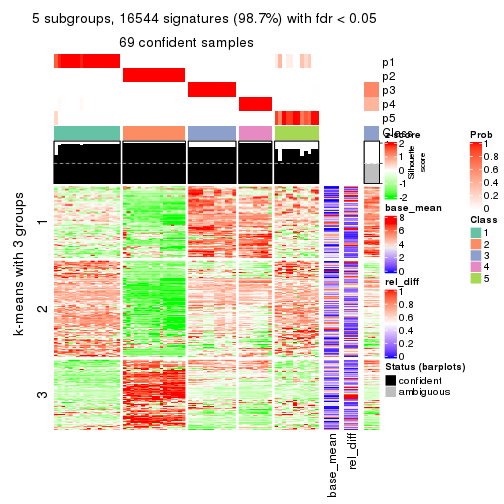 5 subgroups, 16544 signatures (98.7%) with fdr < 0.05
69 confident samples
p1
p2
p3
p4
p5
Class
Silhouette
score
k-means with 3 groups
1
2
3
base_mean
rel_diff
z-score
2
1
0
-1
-2
base_mean
8
6
4
2
0
rel_diff
1
0.8
0.6
0.4
0.2
0
Status (barplots)
confident
ambiguous
Prob
1
0.8
0.6
0.4
0.2
0
Class
1
2
3
4
5